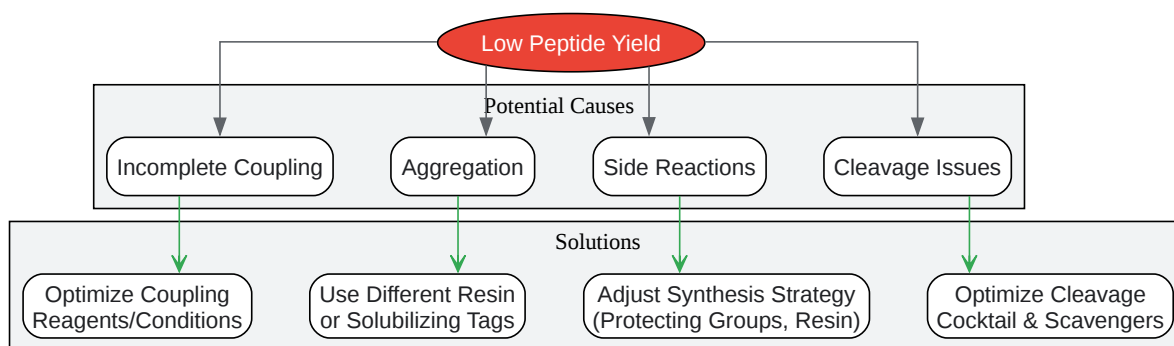 Low Peptide Yield
Potential Causes
Incomplete Coupling
Aggregation
Side Reactions
Cleavage Issues
Solutions
Optimize Coupling
Reagents/Conditions
Use Different Resin
or Solubilizing Tags
Adjust Synthesis Strategy
(Protecting Groups, Resin)
Optimize Cleavage
Cocktail & Scavengers